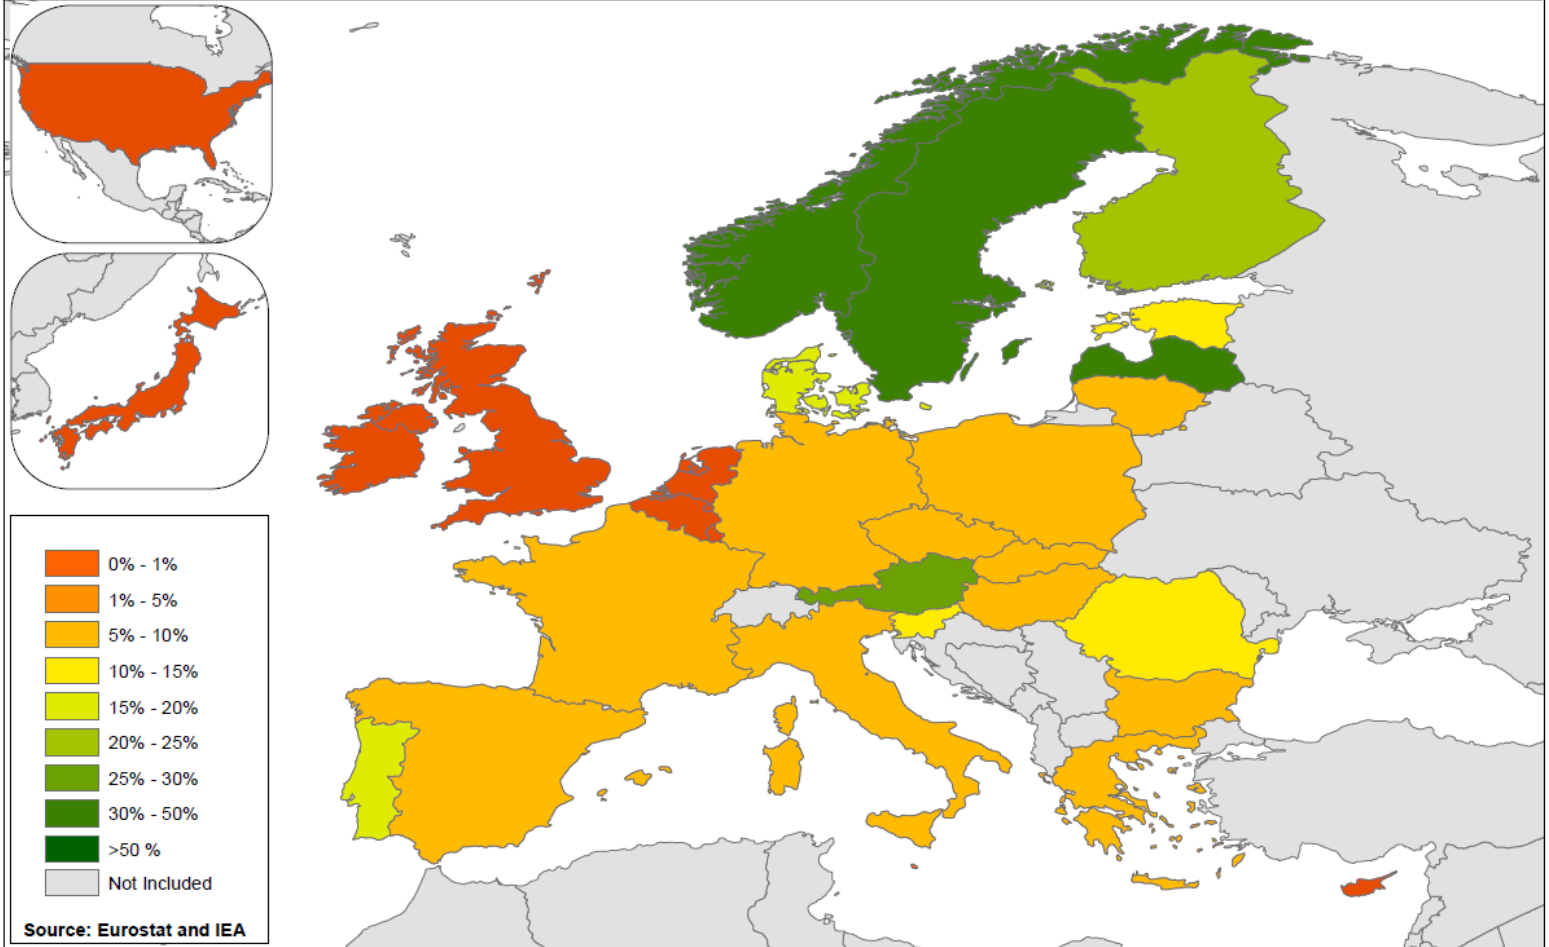 0% - 1%
1% - 5%
5% - 10%
10% - 15%
15% - 20%
20% - 25%
25% - 30%
30% - 50%
>50 %
Not Included
Source: Eurostat and IEA